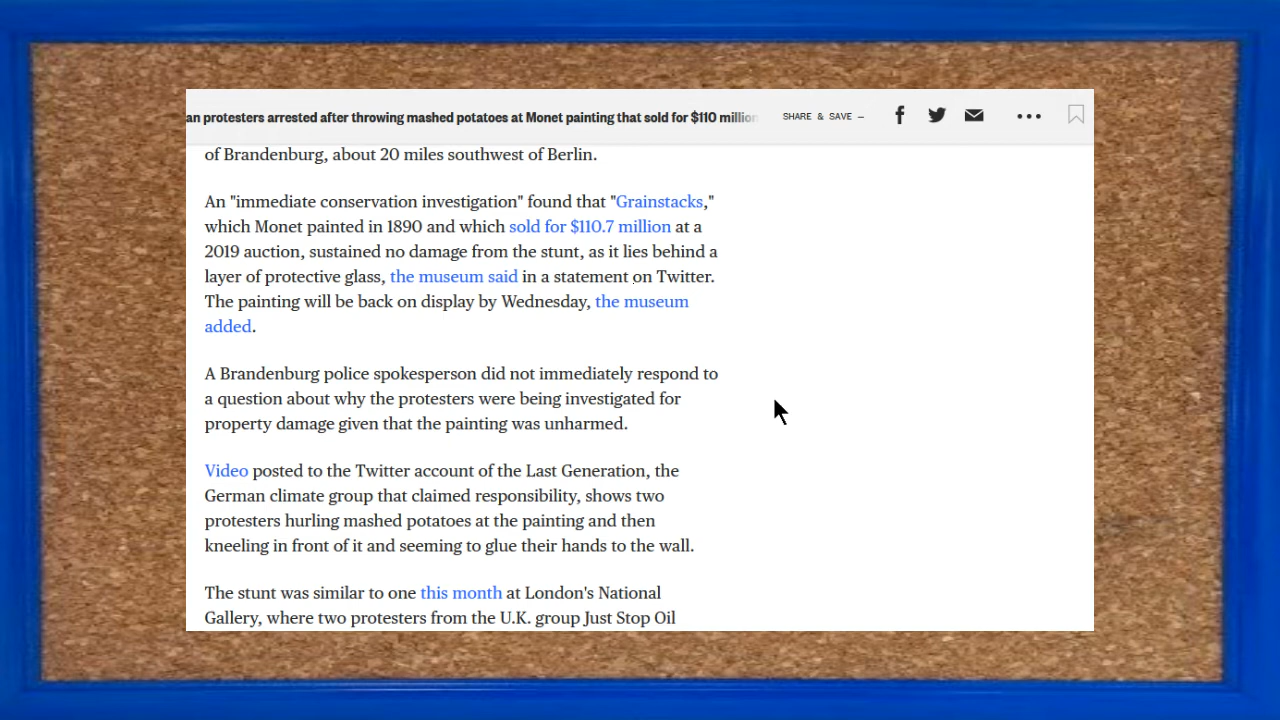 an protesters arrested after throwing mashed potatoes at Monet painting that sold for $110 million
SHARE & SAVE —
of Brandenburg, about 20 miles southwest of Berlin.
An "immediate conservation investigation" found that "Grainstacks,"
which Monet painted in 1890 and which sold for $110.7 million at a
2019 auction, sustained no damage from the stunt, as it lies behind a
layer of protective glass, the museum said in a statement on Twitter.
The painting will be back on display by Wednesday, the museum
added.
A Brandenburg police spokesperson did not immediately respond to
a question about why the protesters were being investigated for
property damage given that the painting was unharmed.
Video posted to the Twitter account of the Last Generation, the
German climate group that claimed responsibility, shows two
protesters hurling mashed potatoes at the painting and then
kneeling in front of it and seeming to glue their hands to the wall.
The stunt was similar to one this month at London's National
Gallery, where two protesters from the U.K. group Just Stop Oil